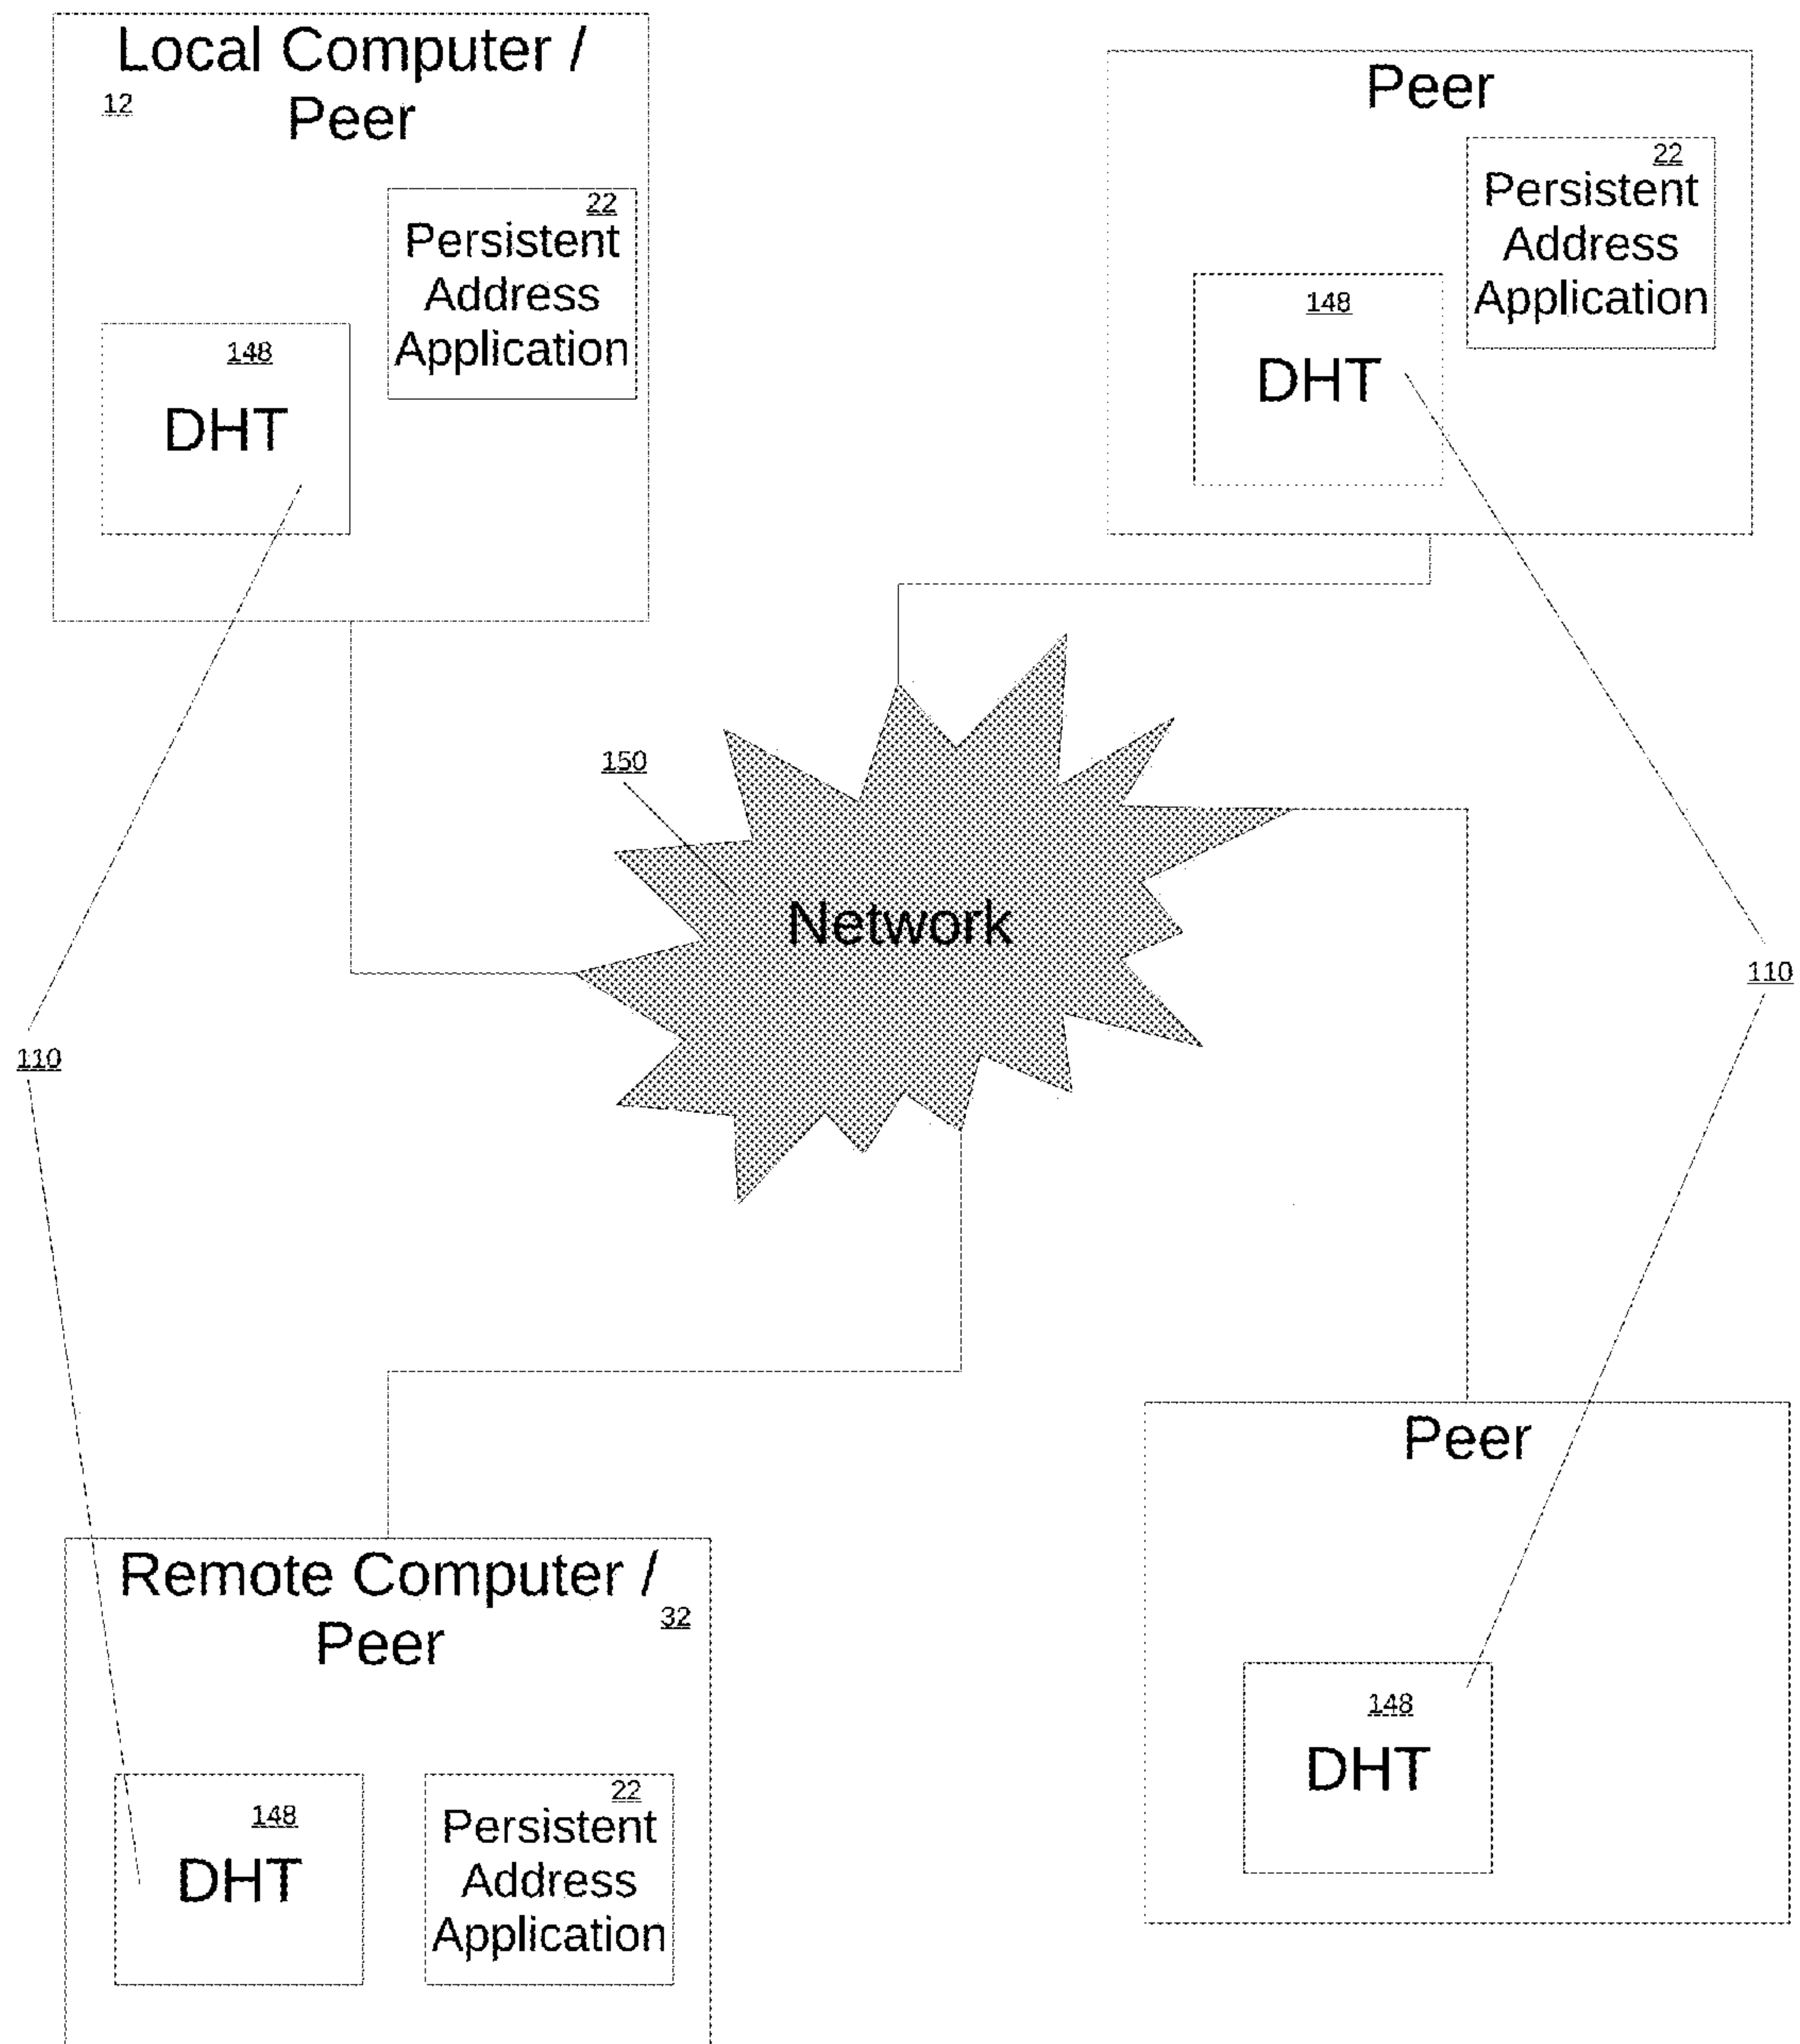 Local Computer /
Peer
12
22
Persistent
Address
Application
148
DHT
Peer
22
Persistent
Address
Application
148
DHT
150
Network
110
110
Remote Computer /
Peer
32
148
DHT
22
Persistent
Address
Application
Peer
148
DHT